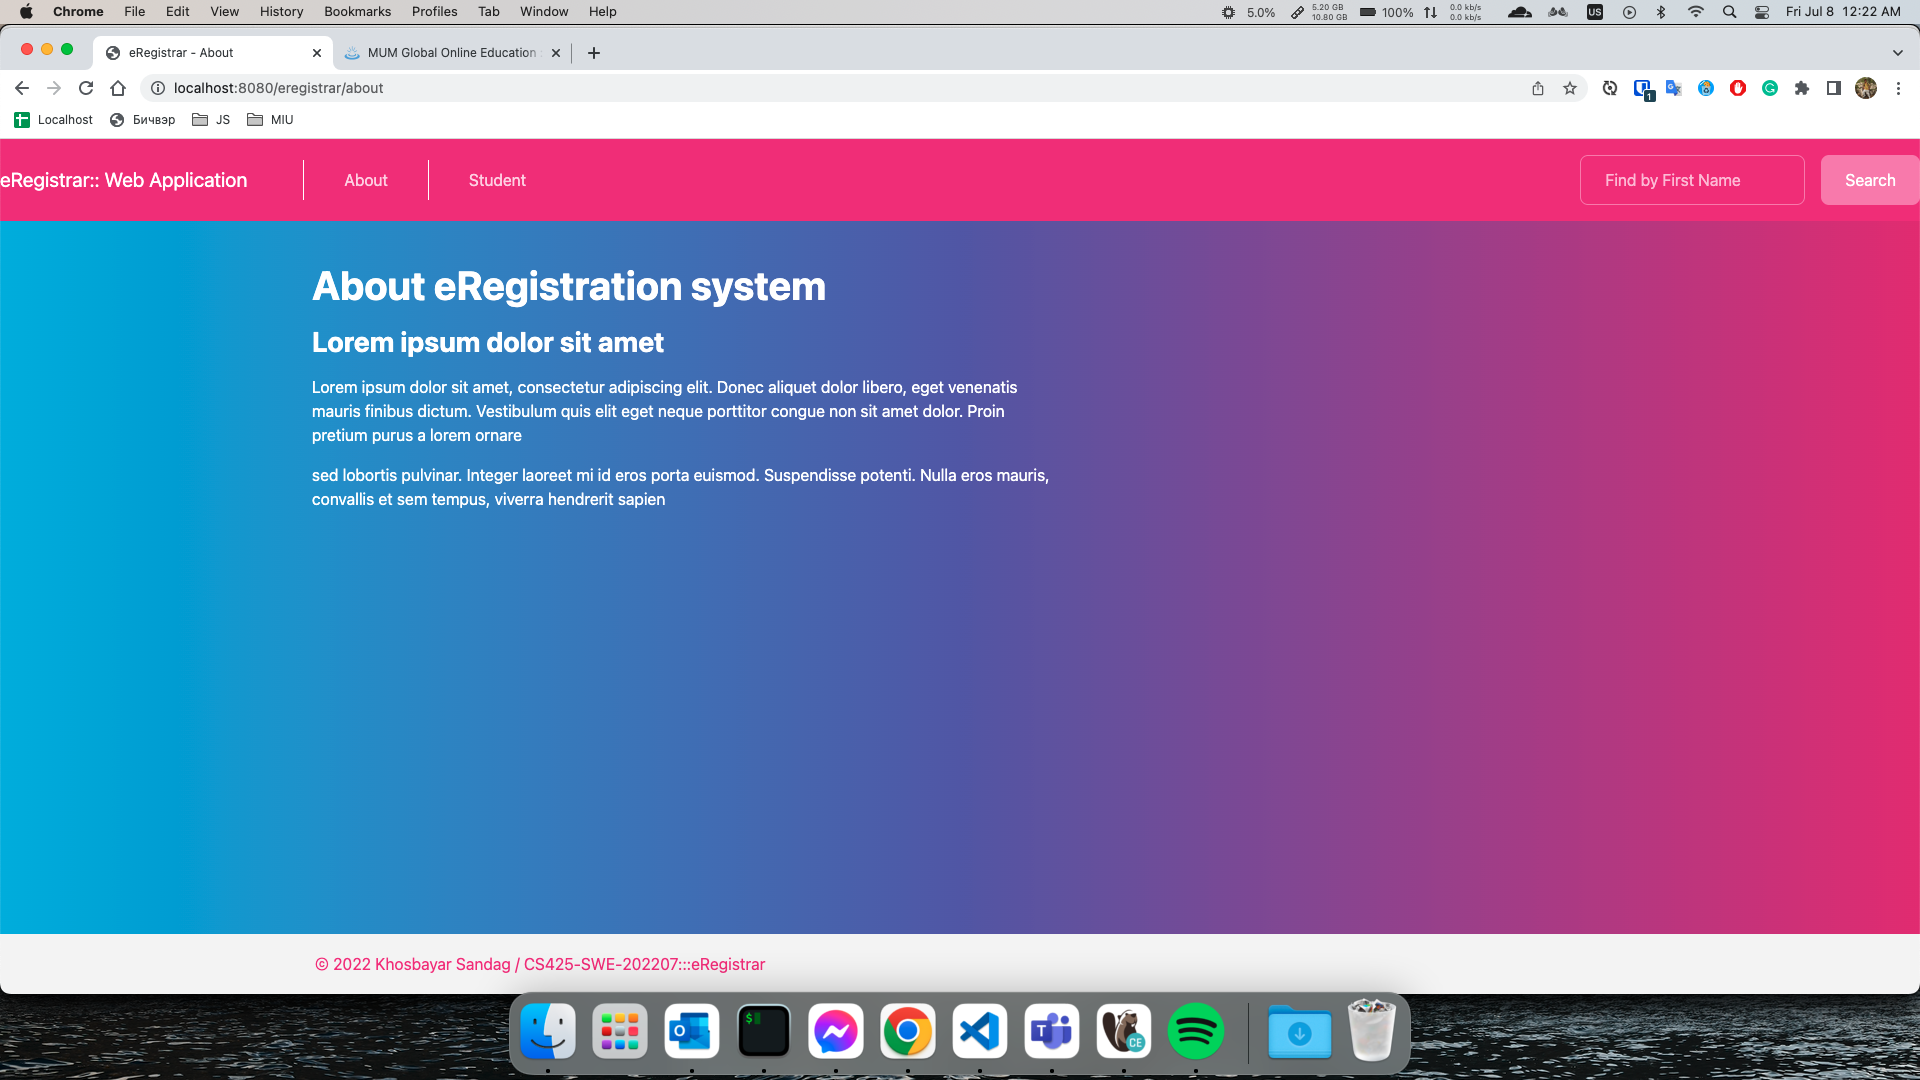 Chrome File Edit View History Bookmarks Profiles Tab Window Help 5.0% 5.20 GB 10.80 GB 100% 0.0 kb/s 0.0 kb/s US Fri Jul 8 12:22 AM
eRegistrar - About MUM Global Online Education
localhost:8080/eregistrar/about 1
Localhost Бичвэр JS MIU
eRegistrar:: Web Application About Student Find by First Name Search
About eRegistration system
Lorem ipsum dolor sit amet
Lorem ipsum dolor sit amet, consectetur adipiscing elit. Donec aliquet dolor libero, eget venenatis
mauris finibus dictum. Vestibulum quis elit eget neque porttitor congue non sit amet dolor. Proin
pretium purus a lorem ornare
sed lobortis pulvinar. Integer laoreet mi id eros porta euismod. Suspendisse potenti. Nulla eros mauris,
convallis et sem tempus, viverra hendrerit sapien
© 2022 Khosbayar Sandag / CS425-SWE-202207:::eRegistrar
$ CE